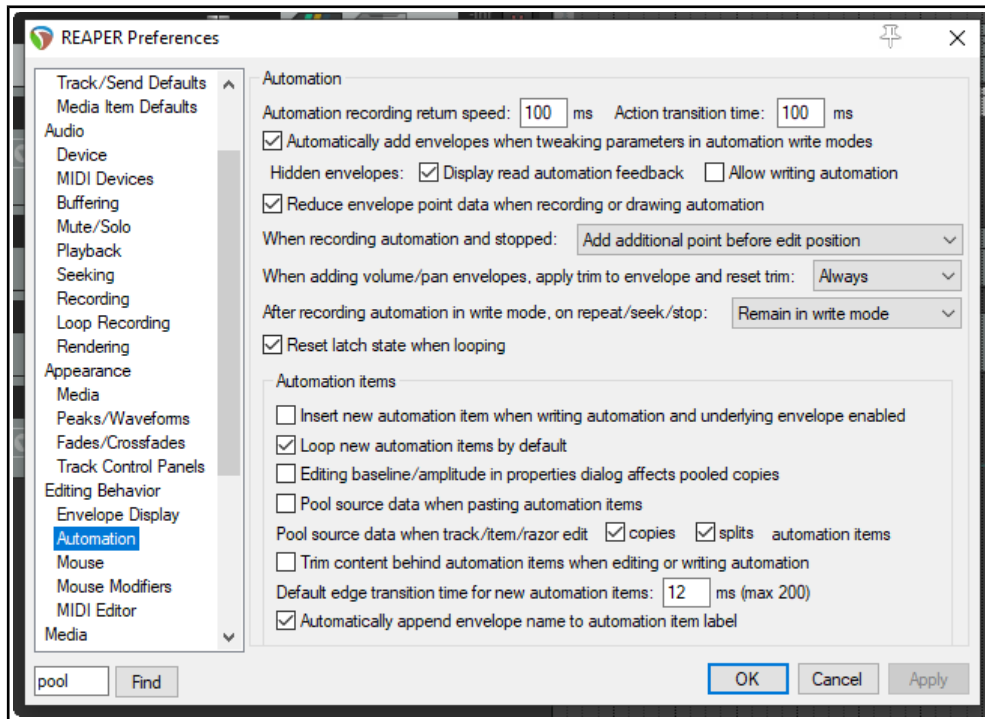 REAPER Preferences
Track/Send Defaults
Media Item Defaults
Audio
Device
MIDI Devices
Buffering
Mute/Solo
Playback
Seeking
Recording
Loop Recording
Rendering
Appearance
Media
Peaks/Waveforms
Fades/Crossfades
Track Control Panels
Editing Behavior
Envelope Display
Automation
Mouse
Mouse Modifiers
MIDI Editor
Media
pool Find
Automation
Automation recording return speed: 100 ms Action transition time: 100 ms
Automatically add envelopes when tweaking parameters in automation write modes
Hidden envelopes: Display read automation feedback Allow writing automation
Reduce envelope point data when recording or drawing automation
When recording automation and stopped: Add additional point before edit position
When adding volume/pan envelopes, apply trim to envelope and reset trim: Always
After recording automation in write mode, on repeat/seek/stop: Remain in write mode
Reset latch state when looping
Automation items
Insert new automation item when writing automation and underlying envelope enabled
Loop new automation items by default
Editing baseline/amplitude in properties dialog affects pooled copies
Pool source data when pasting automation items
Pool source data when track/item/razor edit copies splits automation items
Trim content behind automation items when editing or writing automation
Default edge transition time for new automation items: 12 ms (max 200)
Automatically append envelope name to automation item label
OK Cancel Apply